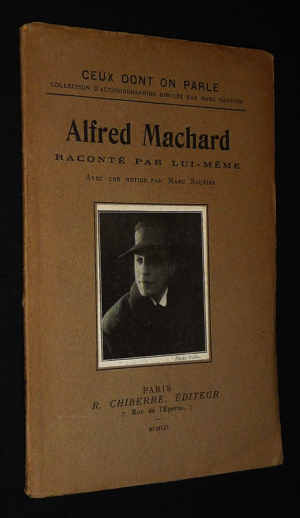 CEUX DONT ON PARLE
COLLECTION D'AUTOBIOGRAPHIES DIRIGÉE PAR MARC SAUNIER
Alfred Machard
RACONTÉ PAR LUI-MÊME
AVEC UNE NOTICE PAR MARC SAUNIER
PARIS
R. CHIBERRE, ÉDITEUR
7, Rue de l'Eperon, 7